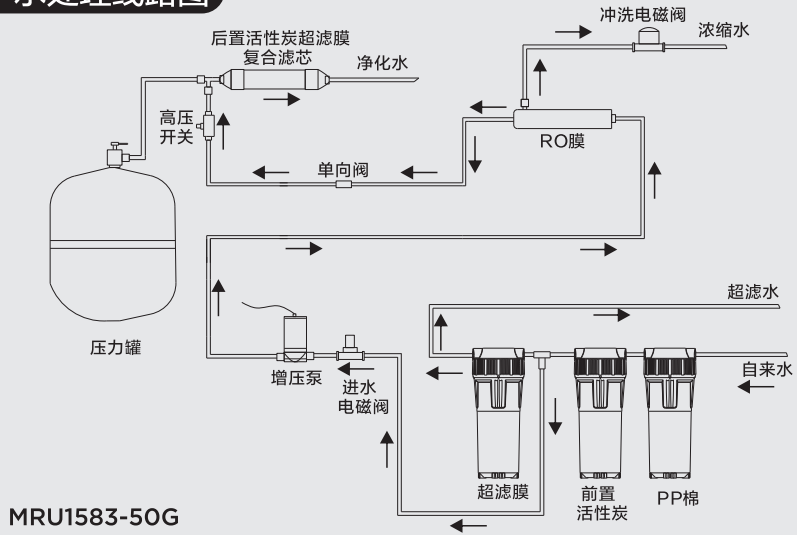 冲洗电磁阀
浓缩水
后置活性炭超滤膜
复合滤芯
净化水
高压
开关
RO膜
单向阀
超滤水
压力罐
增压泵
进水
电磁阀
自来水
超滤膜
前置
活性炭
PP棉
MRU1583-50G